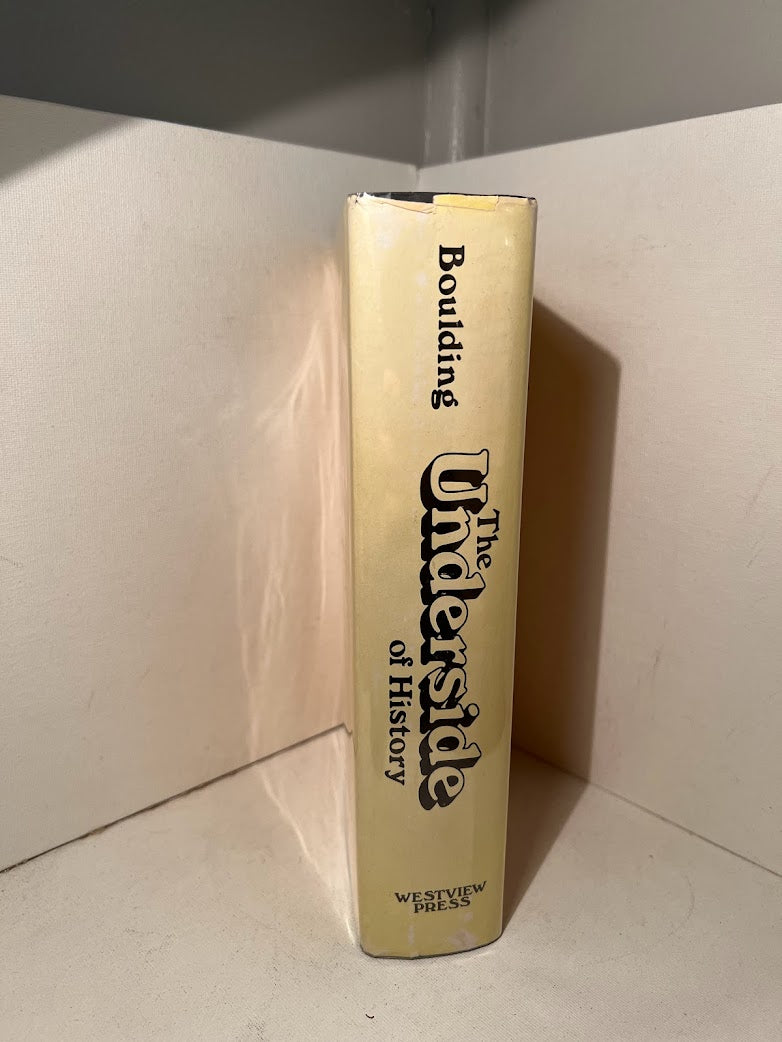 Boulding
The
Underside
of History
WESTVIEW
PRESS